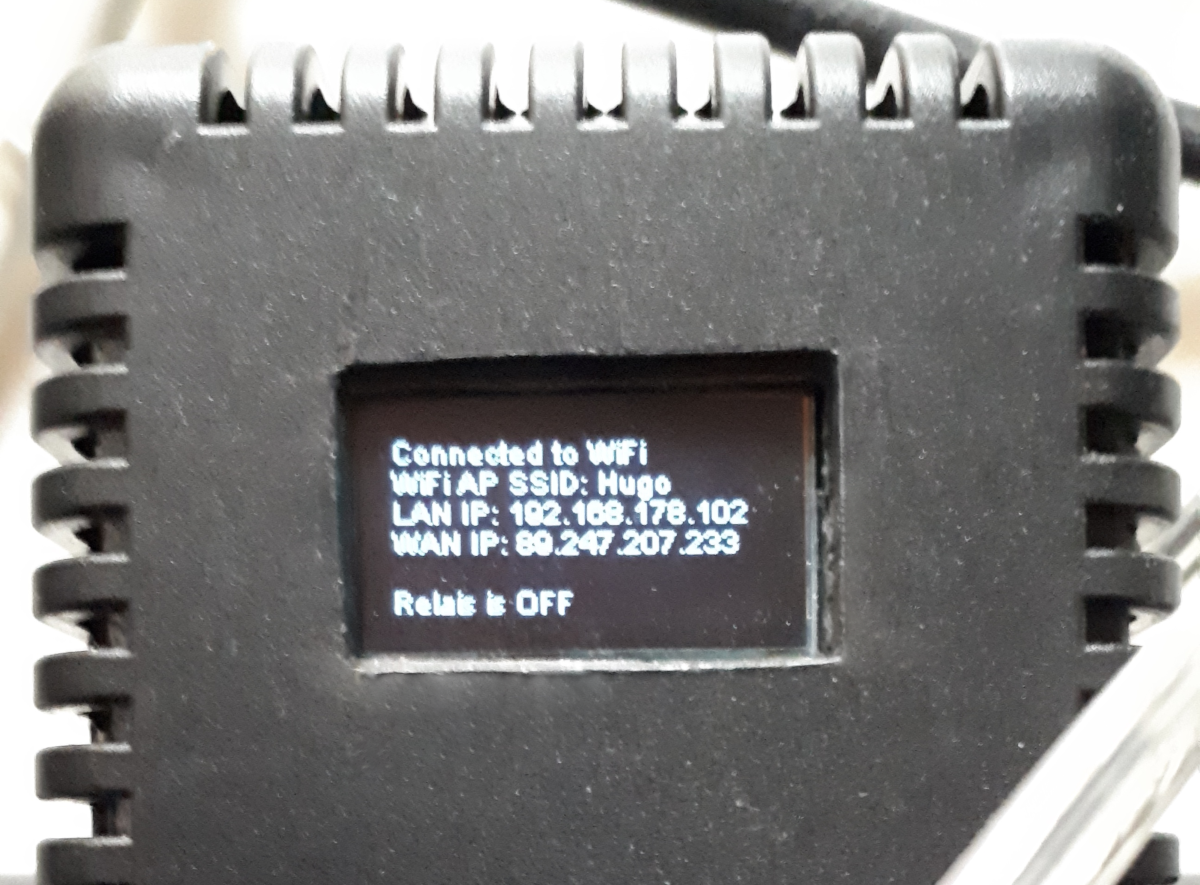 Connected to WiFi
WiFi AP SSID: Hugo
LAN IP: 192.168.178.102
WAN IP: 89.247.207.233
Relais is OFF